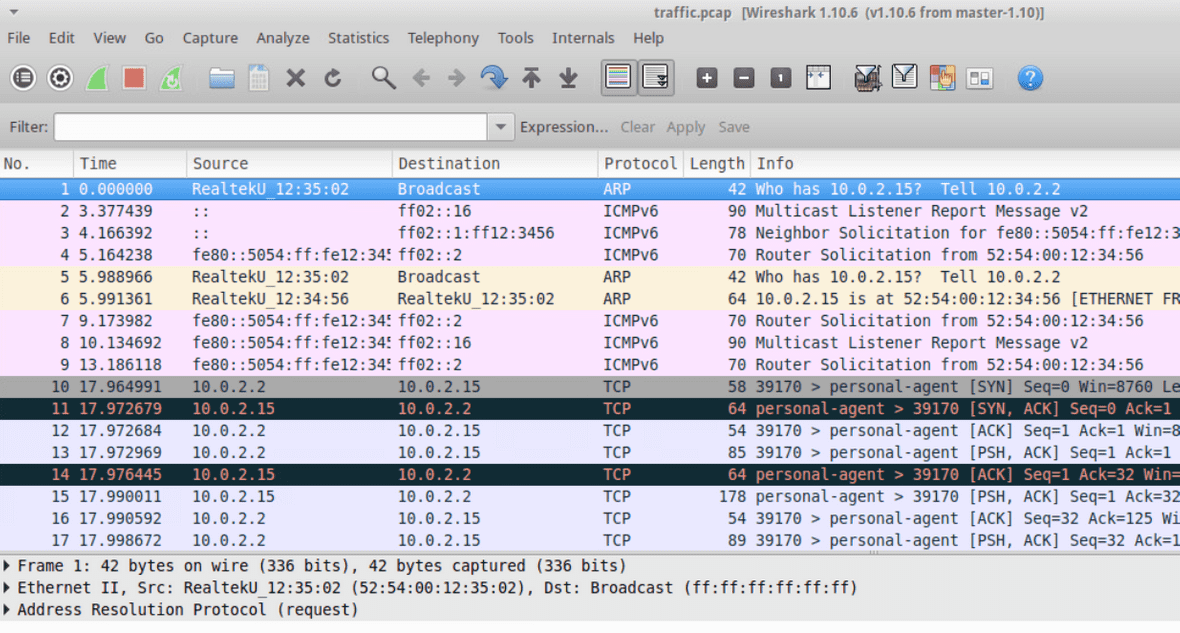 traffic.pcap [Wireshark 1.10.6 (v1.10.6 from master-1.10)]
File Edit View Go Capture Analyze Statistics Telephony Tools Internals Help
1
?
Filter: Expression... Clear Apply Save
No. Time Source Destination Protocol Length Info
1 0.000000 RealtekU_12:35:02 Broadcast ARP 42 Who has 10.0.2.15? Tell 10.0.2.2
2 3.377439 :: ff02::16 ICMPv6 90 Multicast Listener Report Message v2
3 4.166392 :: ff02::1:ff12:3456 ICMPv6 78 Neighbor Solicitation for fe80::5054:ff:fe12:3
4 5.164238 fe80::5054:ff:fe12:345 ff02::2 ICMPv6 70 Router Solicitation from 52:54:00:12:34:56
5 5.988966 RealtekU_12:35:02 Broadcast ARP 42 Who has 10.0.2.15? Tell 10.0.2.2
6 5.991361 RealtekU_12:34:56 RealtekU_12:35:02 ARP 64 10.0.2.15 is at 52:54:00:12:34:56 [ETHERNET FR
7 9.173982 fe80::5054:ff:fe12:345 ff02::2 ICMPv6 70 Router Solicitation from 52:54:00:12:34:56
8 10.134692 fe80::5054:ff:fe12:345 ff02::16 ICMPv6 90 Multicast Listener Report Message v2
9 13.186118 fe80::5054:ff:fe12:345 ff02::2 ICMPv6 70 Router Solicitation from 52:54:00:12:34:56
10 17.964991 10.0.2.2 10.0.2.15 TCP 58 39170 > personal-agent [SYN] Seq=0 Win=8760 Le
11 17.972679 10.0.2.15 10.0.2.2 TCP 64 personal-agent > 39170 [SYN, ACK] Seq=0 Ack=1
12 17.972684 10.0.2.2 10.0.2.15 TCP 54 39170 > personal-agent [ACK] Seq=1 Ack=1 Win=8
13 17.972969 10.0.2.2 10.0.2.15 TCP 85 39170 > personal-agent [PSH, ACK] Seq=1 Ack=1
14 17.976445 10.0.2.15 10.0.2.2 TCP 64 personal-agent > 39170 [ACK] Seq=1 Ack=32 Win=
15 17.990011 10.0.2.15 10.0.2.2 TCP 178 personal-agent > 39170 [PSH, ACK] Seq=1 Ack=32
16 17.990592 10.0.2.2 10.0.2.15 TCP 54 39170 > personal-agent [ACK] Seq=32 Ack=125 Wi
17 17.998672 10.0.2.2 10.0.2.15 TCP 89 39170 > personal-agent [PSH, ACK] Seq=32 Ack=1
Frame 1: 42 bytes on wire (336 bits), 42 bytes captured (336 bits)
Ethernet II, Src: RealtekU_12:35:02 (52:54:00:12:35:02), Dst: Broadcast (ff:ff:ff:ff:ff:ff)
Address Resolution Protocol (request)